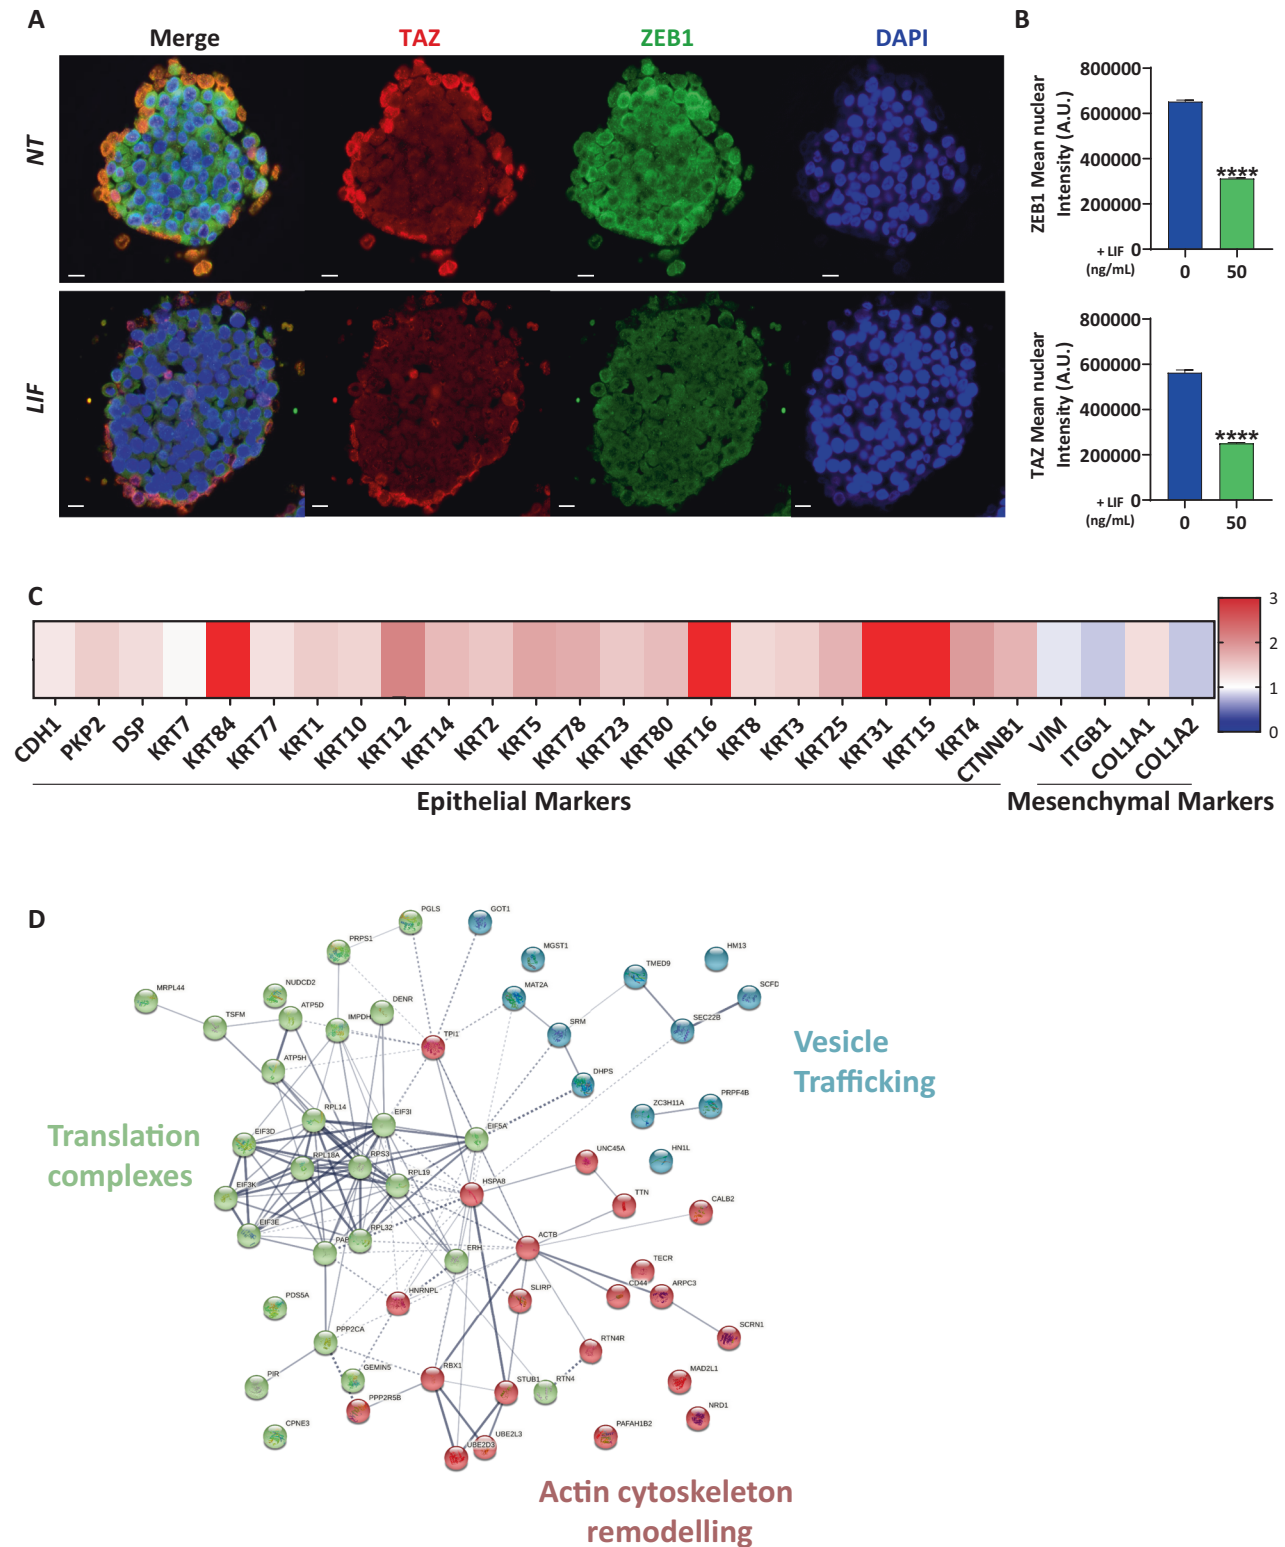 A
Merge
TAZ
ZEB1
DAPI
NT
LIF
B
ZEB1 Mean nuclear
Intensity (A.U.)
800000
600000
400000
200000
0
****
+ LIF
(ng/mL)
0
50
TAZ Mean nuclear
Intensity (A.U.)
800000
600000
400000
200000
0
****
+ LIF
(ng/mL)
0
50
C
3
2
1
0
CDH1
PKP2
DSP
KRT7
KRT84
KRT77
KRT1
KRT10
KRT12
KRT14
KRT2
KRT5
KRT78
KRT23
KRT80
KRT16
KRT8
KRT3
KRT25
KRT31
KRT15
KRT4
CTNNB1
VIM
ITGB1
COL1A1
COL1A2
Epithelial Markers
Mesenchymal Markers
D
PGLS
GOT1
PRPS1
MGST1
HM13
TMED9
MRPL44
NUDCD2
MAT2A
SCFD
ATP5D
DENR
TSFM
IMPDH
SRM
SEC22B
TPI1
Vesicle
Trafficking
ATP5H
DHPS
ZC3H11A
PRPF4B
RPL14
EIF3I
EIF3D
EIF5A
Translation
complexes
RPL18A
RPS3
UNC45A
HN1L
RPL19
HSPA8
EIF3K
TTN
CALB2
EIF3E
RPL32
PAB
ACTB
ERH
TECR
CD44
ARPC3
HNRNPL
SLIRP
PDS5A
SCRN1
PPP2CA
RTN4R
PIR
GEMIN5
RBX1
STUB1
RTN4
MAD2L1
PPP2R5B
NRD1
CPNE3
UBE2L3
PAFAH1B2
UBE2D3
Actin cytoskeleton
remodelling